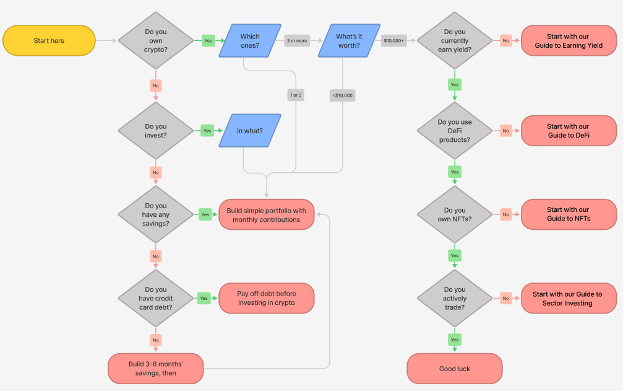 Start here
Do you
own
crypto?
Yes
Which
ones?
3 or more
What's it
worth?
$10,000+
Do you
currently
earn yield?
No
Start with our
Guide to Earning Yield
No
1 or 2
Yes
Do you
invest?
Yes
In what?
Do you use
DeFi
products?
No
Start with our
Guide to DeFi
No
Yes
Do you
have any
savings?
Yes
Build simple portfolio with
monthly contributions
Do you
own NFTs?
No
Start with our
Guide to NFTs
No
Yes
Do you
have credit
card debt?
Yes
Pay off debt before
investing in crypto
Do you
actively
trade?
No
Start with our Guide to
Sector Investing
No
Yes
Build 3-6 months'
savings, then
Good luck